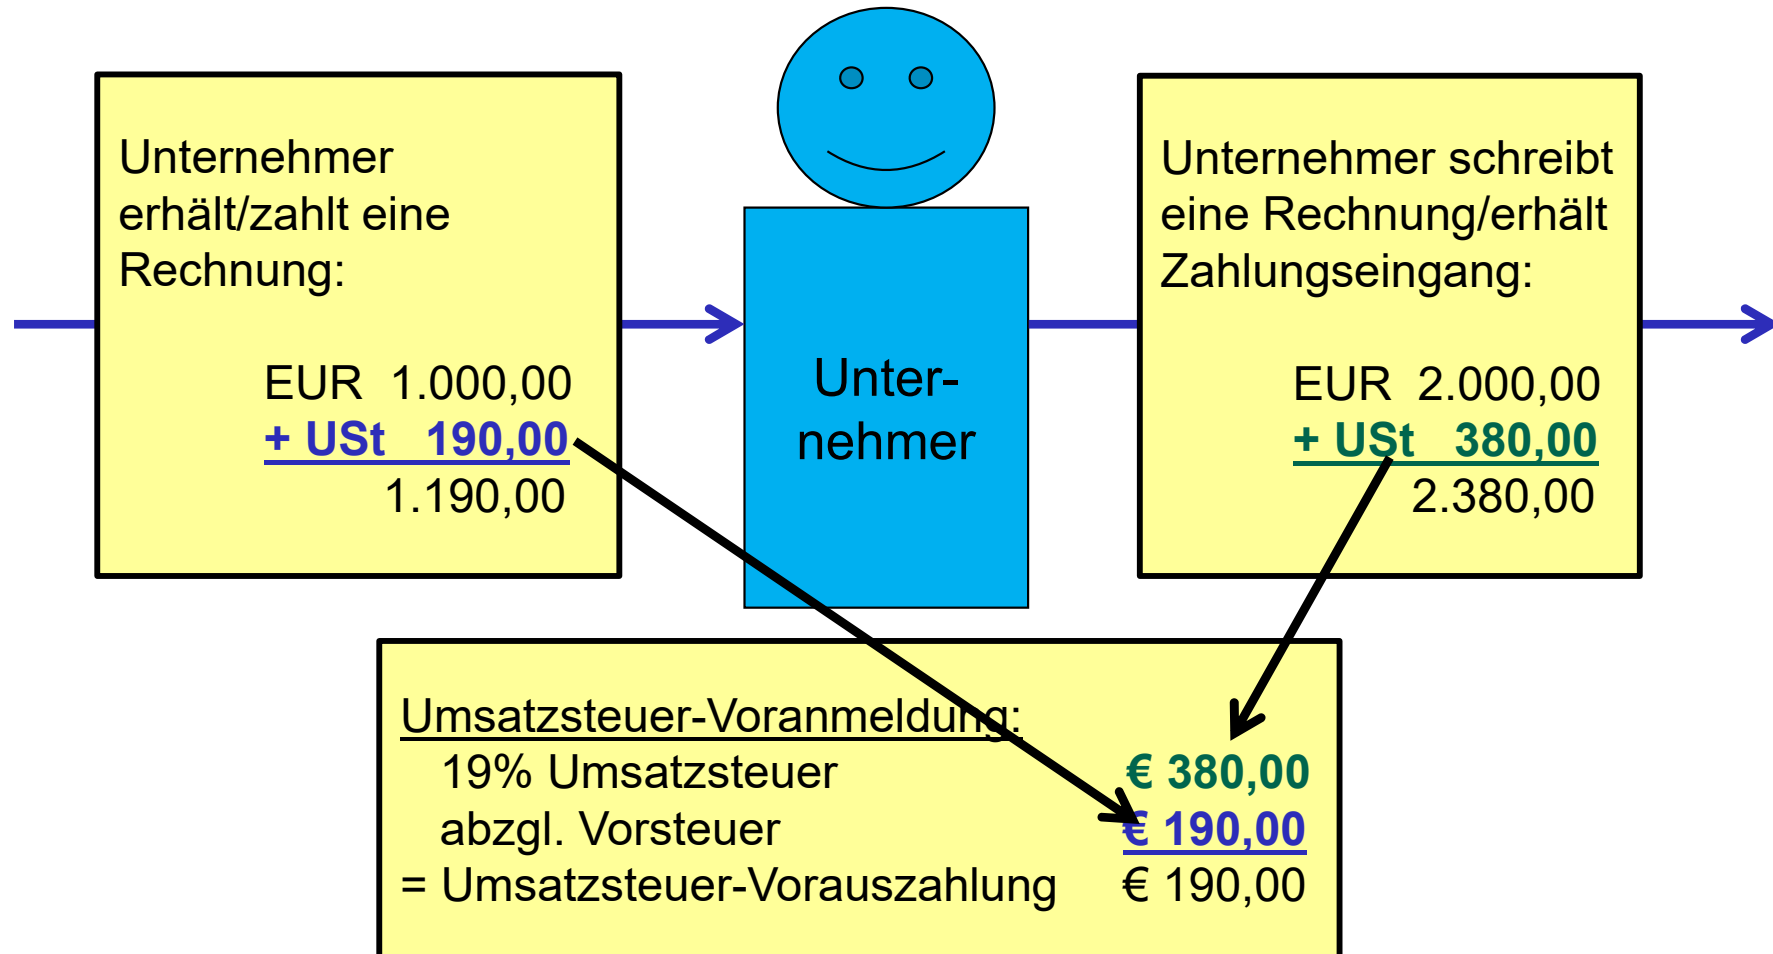 Unternehmer
erhält/zahlt eine
Rechnung:
EUR 1.000,00
+ USt 190,00
1.190,00
Unter-
nehmer
Unternehmer schreibt
eine Rechnung/erhält
Zahlungseingang:
EUR 2.000,00
+ USt 380,00
2.380,00
Umsatzsteuer-Voranmeldung:
19% Umsatzsteuer € 380,00
abzgl. Vorsteuer € 190,00
= Umsatzsteuer-Vorauszahlung € 190,00